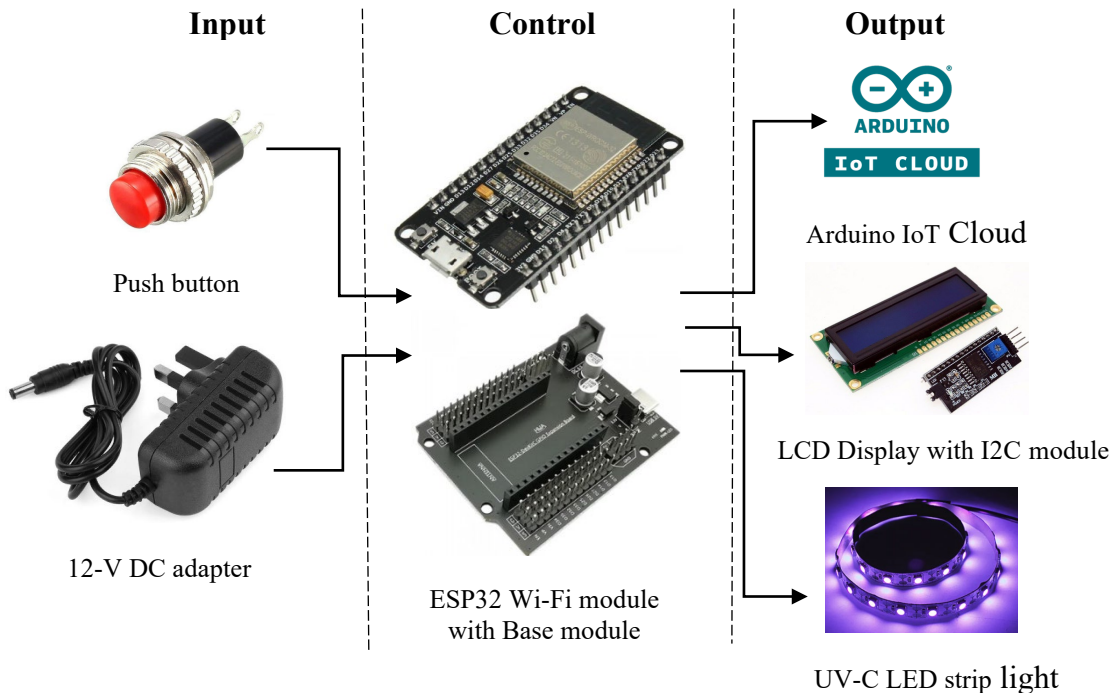 Input
Control
Output
ARDUINO
IoT CLOUD
Arduino IoT Cloud
Push button
LCD Display with I2C module
12-V DC adapter
ESP32 Wi-Fi module
with Base module
UV-C LED strip light